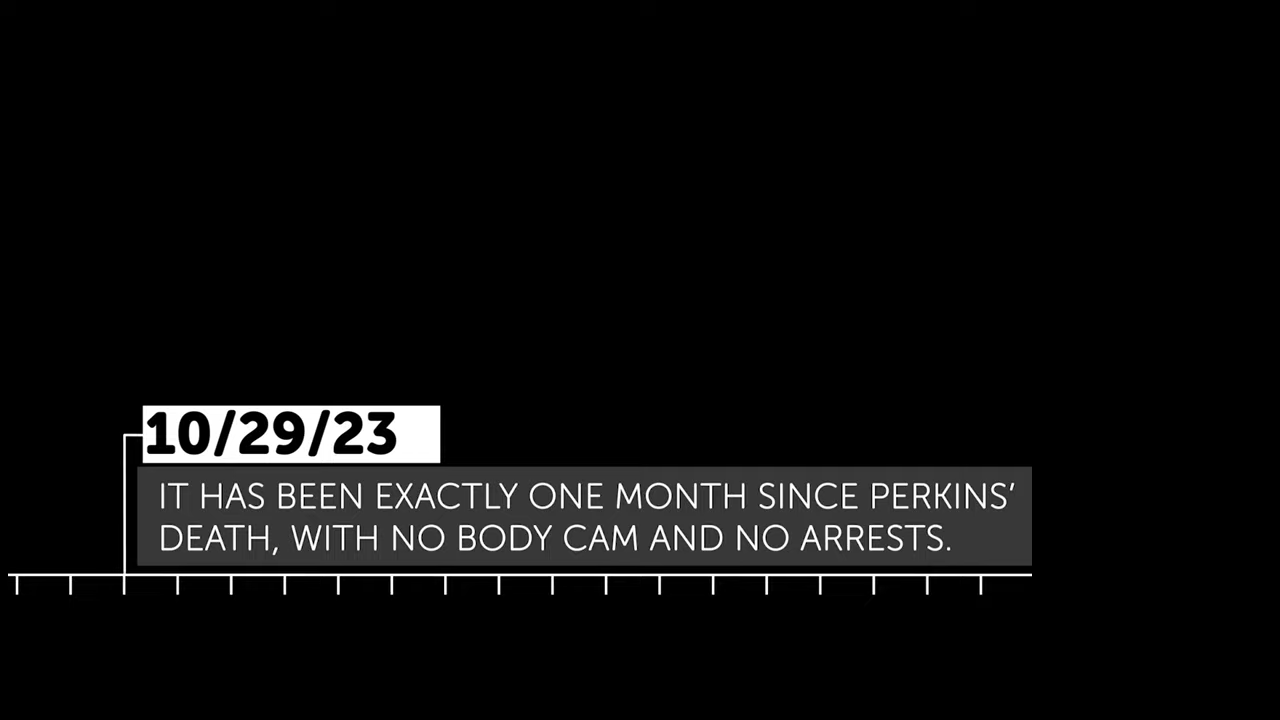 10/29/23
IT HAS BEEN EXACTLY ONE MONTH SINCE PERKINS’
DEATH, WITH NO BODY CAM AND NO ARRESTS.